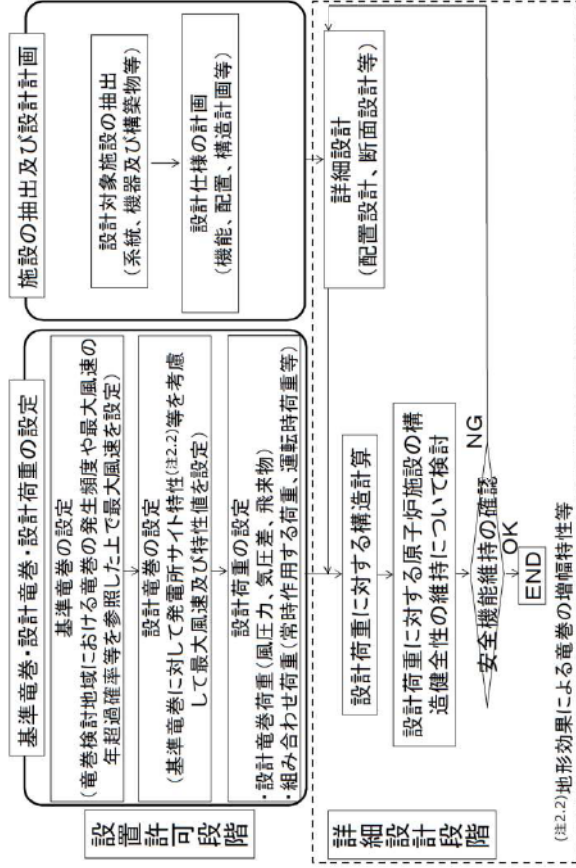 設置許可段階
基準竜巻・設計竜巻・設計荷重の設定
基準竜巻の設定
(竜巻検討地域における竜巻の発生頻度や最大風速の
年超過確率等を参照した上で最大風速を設定)
設計竜巻の設定
(基準竜巻に対して発電所サイト特性(注2.2)等を考慮
して最大風速及び特性値を設定)
設計荷重の設定
・設計竜巻荷重(風圧力、気圧差、飛来物)
・組み合わせ荷重(常時作用する荷重、運転時荷重等)
施設の抽出及び設計計画
設計対象施設の抽出
(系統、機器及び構築物等)
設計仕様の計画
(機能、配置、構造計画等)
詳細設計段階
詳細設計
(配置設計、断面設計等)
設計荷重に対する構造計算
設計荷重に対する原子炉施設の構
造健全性の維持について検討
安全機能維持の確認
NG
OK
END
(注2.2)地形効果による竜巻の増幅特性等